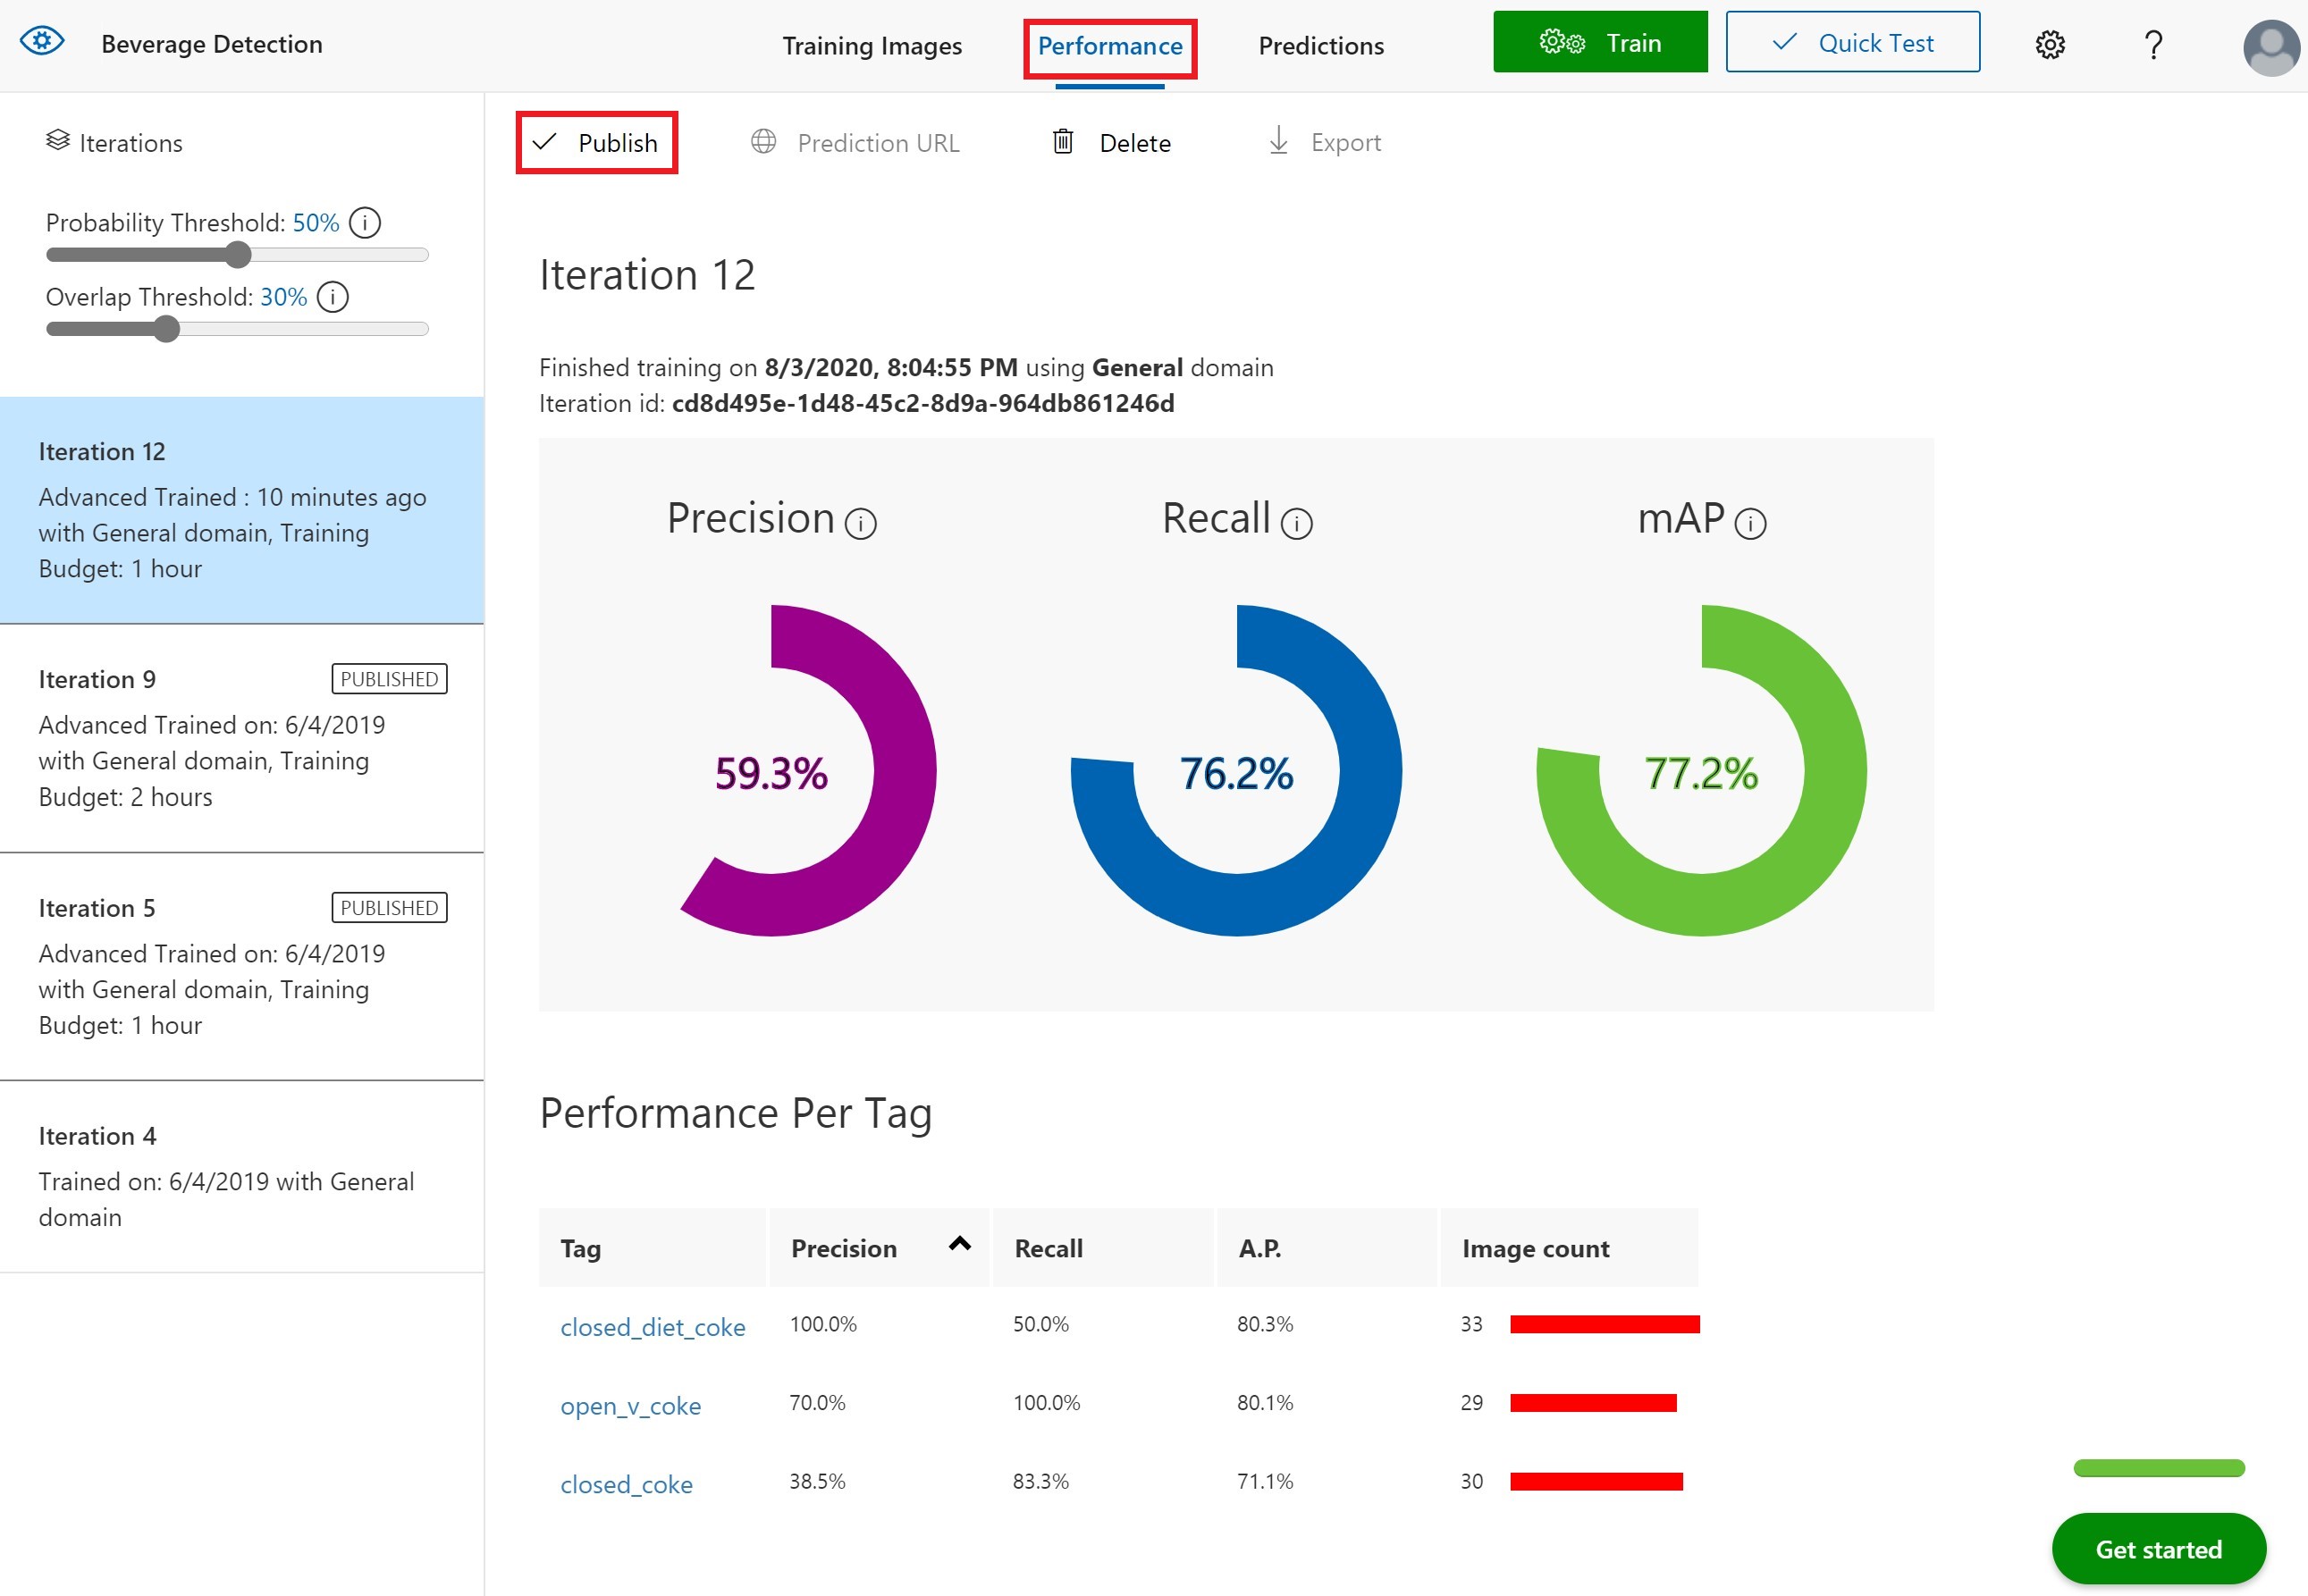 Beverage Detection
Training Images
Performance
Predictions
Train
Quick Test
?
Iterations
Probability Threshold: 50%
Overlap Threshold: 30%
Iteration 12
Advanced Trained : 10 minutes ago
with General domain, Training
Budget: 1 hour
Iteration 9 PUBLISHED
Advanced Trained on: 6/4/2019
with General domain, Training
Budget: 2 hours
Iteration 5 PUBLISHED
Advanced Trained on: 6/4/2019
with General domain, Training
Budget: 1 hour
Iteration 4
Trained on: 6/4/2019 with General
domain
Publish
Prediction URL
Delete
Export
Iteration 12
Finished training on 8/3/2020, 8:04:55 PM using General domain
Iteration id: cd8d495e-1d48-45c2-8d9a-964db861246d
Precision
Recall
mAP
59.3%
76.2%
77.2%
Performance Per Tag
Tag Precision Recall A.P. Image count
closed_diet_coke 100.0% 50.0% 80.3% 33
open_v_coke 70.0% 100.0% 80.1% 29
closed_coke 38.5% 83.3% 71.1% 30
Get started